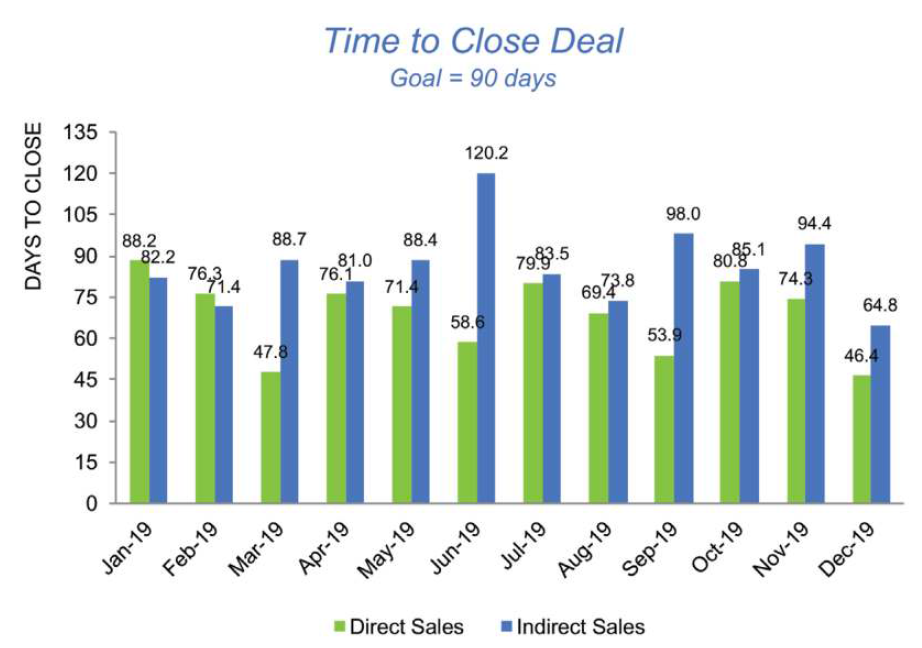 Time to Close Deal
Goal = 90 days
DAYS TO CLOSE
135
120
105
90
75
60
45
30
15
0
88.2
82.2
76.3
71.4
47.8
88.7
76.1
81.0
71.4
88.4
58.6
120.2
79.9
83.5
69.4
73.8
53.9
98.0
80.8
85.1
74.3
94.4
46.4
64.8
Jan-19
Feb-19
Mar-19
Apr-19
May-19
Jun-19
Jul-19
Aug-19
Sep-19
Oct-19
Nov-19
Dec-19
Direct Sales
Indirect Sales